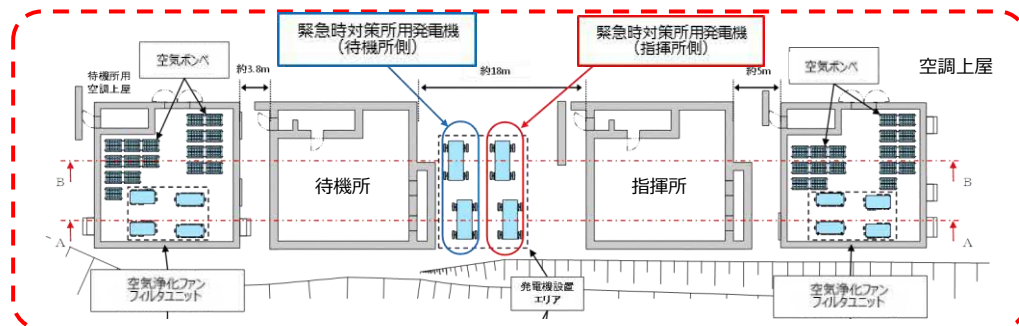 緊急時対策所用発電機
（待機所側）
緊急時対策所用発電機
（指揮所側）
空気ボンベ
空気ボンベ
空調上屋
待機所用
空調上屋
約3.8m
約18m
約5m
待機所
指揮所
B
B
A
A
空気浄化ファン
フィルタユニット
発電機設置
エリア
空気浄化ファン
フィルタユニット